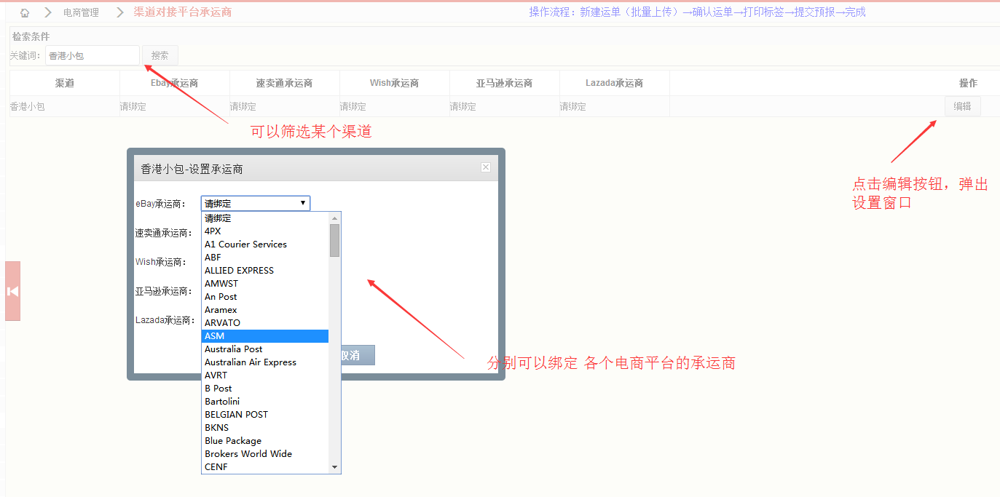 电商管理
渠道对接平台承运商
操作流程：新建运单（批量上传）→确认运单→打印标签→提交预报→完成
检索条件
关键词：
香港小包
搜索
渠道
Ebay承运商
速卖通承运商
Wish承运商
亚马逊承运商
Lazada承运商
操作
香港小包
请绑定
请绑定
请绑定
请绑定
请绑定
编辑
可以筛选某个渠道
点击编辑按钮，弹出
设置窗口
香港小包-设置承运商
eBay承运商：
请绑定
速卖通承运商：
Wish承运商：
亚马逊承运商：
Lazada承运商：
请绑定
4PX
A1 Courier Services
ABF
ALLIED EXPRESS
AMWST
An Post
Aramex
ARVATO
ASM
Australia Post
Australian Air Express
AVRT
B Post
Bartolini
BELGIAN POST
BKNS
Blue Package
Brokers World Wide
CENF
取消
分别可以绑定 各个电商平台的承运商